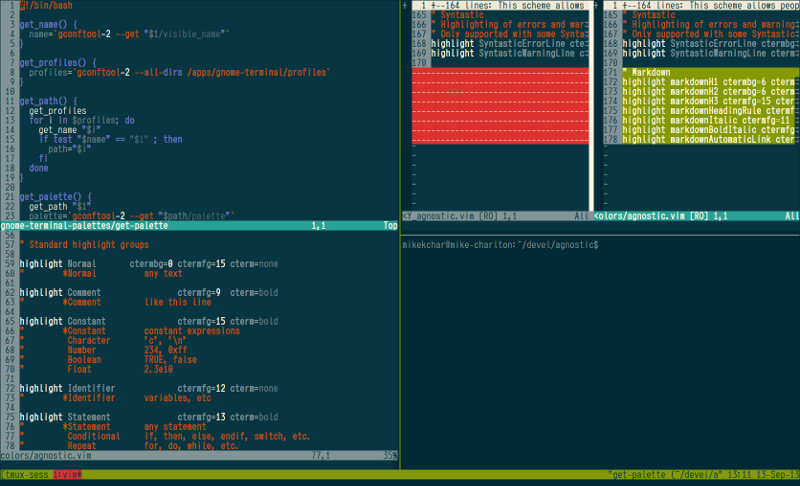 1 #!/bin/bash
2
3 get_name() {
4   name=`gconftool-2 --get "$1/visible_name"`
5 }
6
7 get_profiles() {
8   profiles=`gconftool-2 --all-dirs /apps/gnome-terminal/profiles`
9 }
10
11 get_path() {
12   get_profiles
13   for i in $profiles; do
14     get_name "$i"
15     if test "$name" == "$1" ; then
16       path="$i"
17     fi
18   done
19 }
20
21 get_palette() {
22   get_path "$1"
23   palette=`gconftool-2 --get "$path/palette"`
gnome-terminal-palettes/get-palette 1,1 Top
56
57 " Standard highlight groups
58
59 highlight Normal ctermbg=0 ctermfg=15 cterm=none
60 " *Normal any text
61
62 highlight Comment ctermfg=9 cterm=bold
63 " *Comment like this line
64
65 highlight Constant ctermfg=15 cterm=bold
66 " *Constant constant expressions
67 " Character 'c', '\n'
68 " Number 234, 0xff
69 " Boolean TRUE, false
70 " Float 2.3e10
71
72 highlight Identifier ctermfg=12 cterm=none
73 " *Identifier variables, etc
74
75 highlight Statement ctermfg=13 cterm=bold
76 " *Statement any statement
77 " Conditional if, then, else, endif, switch, etc.
78 " Repeat for, do, while, etc.
colors/agnostic.vim 77,1 35%
+ 1 +--164 lines: This scheme allows
165 " Syntastic
166 " Highlighting of errors and war
167 " Only supported with some Synta
168 highlight SyntasticErrorLine cte
169 highlight SyntasticWarningLine c
170
~
~
~
~
~
~
[RO] 1,1 All
+ 1 +--164 lines: This scheme allows peop
165 " Syntastic
166 " Highlighting of errors and warning
167 " Only supported with some Syntasti
168 highlight SyntasticErrorLine ctermbg
169 highlight SyntasticWarningLine cterm
170
171 " Markdown
172 highlight markdownH1 ctermbg=6 cterm
173 highlight markdownH2 ctermbg=6 cterm
174 highlight markdownH3 ctermfg=15 cter
175 highlight markdownHeadingRule ctermf
176 highlight markdownItalic ctermfg=11
177 highlight markdownBoldItalic ctermfg
178 highlight markdownAutomaticLink cter
~
~
~
~
~
~
<olors/agnostic.vim [RO] 1,1 All
mikekchar@mike-charlton:~/devel/agnostic$
[tmux-sess 1:vim* "get-palette (~/devel/a" 13:11 13-Sep-13